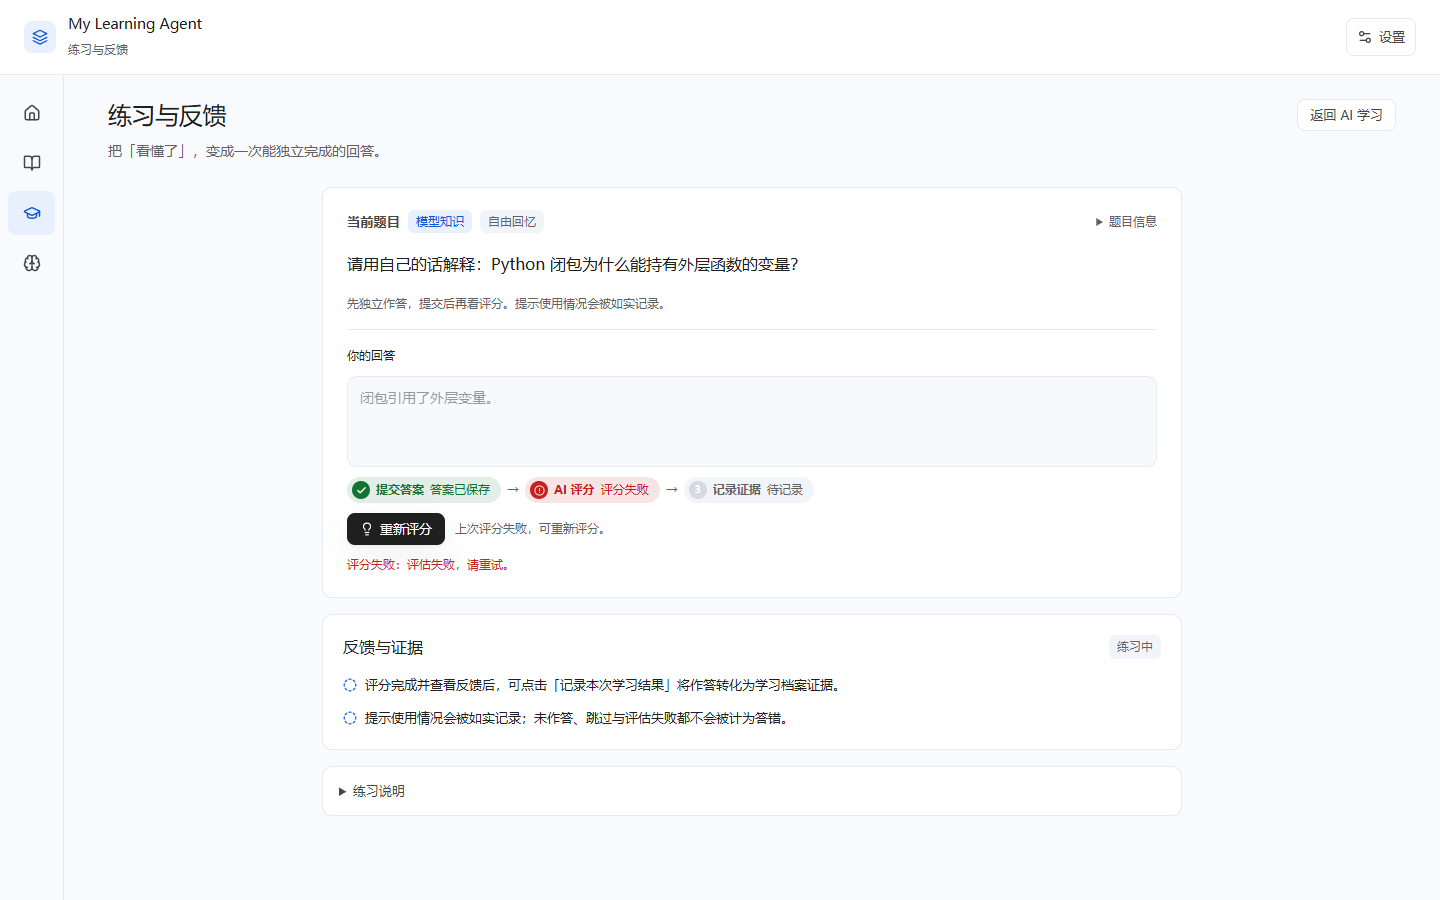 My Learning Agent
练习与反馈
设置
练习与反馈
返回 AI 学习
把「看懂了」，变成一次能独立完成的回答。
当前题目 模型知识 自由回忆
题目信息
请用自己的话解释：Python 闭包为什么能持有外层函数的变量？
先独立作答，提交后再看评分。提示使用情况会被如实记录。
你的回答
闭包引用了外层变量。
提交答案 答案已保存 → AI 评分 评分失败 → 3 记录证据 待记录
重新评分 上次评分失败，可重新评分。
评分失败：评估失败，请重试。
反馈与证据
练习中
评分完成并查看反馈后，可点击「记录本次学习结果」将作答转化为学习档案证据。
提示使用情况会被如实记录；未作答、跳过与评估失败都不会被计为答错。
练习说明